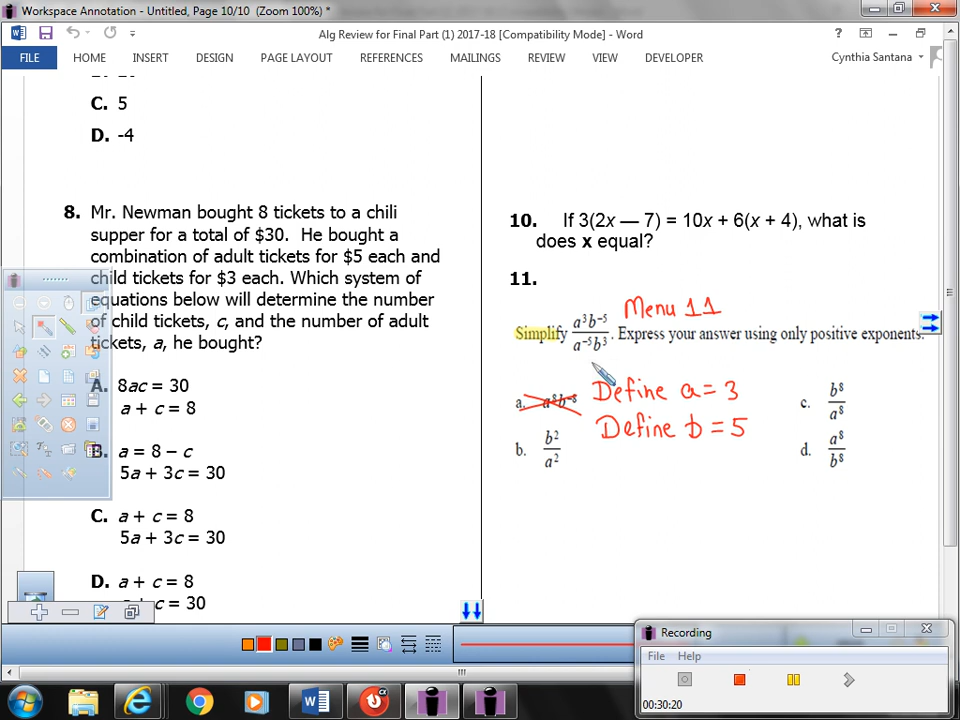 Workspace Annotation - Untitled, Page 10/10 (Zoom 100%) *
Alg Review for Final Part (1) 2017-18 [Compatibility Mode] - Word
FILE HOME INSERT DESIGN PAGE LAYOUT REFERENCES MAILINGS REVIEW VIEW DEVELOPER
Cynthia Santana
C. 5
D. -4
8. Mr. Newman bought 8 tickets to a chili
supper for a total of $30. He bought a
combination of adult tickets for $5 each and
child tickets for $3 each. Which system of
equations below will determine the number
of child tickets, c, and the number of adult
tickets, a, he bought?
A. 8ac = 30
a + c = 8
B. a = 8 – c
5a + 3c = 30
C. a + c = 8
5a + 3c = 30
D. a + c = 8
c = 30
10. If 3(2x — 7) = 10x + 6(x + 4), what is
does x equal?
11.
Menu 11
Simplify a³b⁻⁵ / a⁻⁵b³. Express your answer using only positive exponents.
a. a⁸b⁻⁸
Define a = 3
Define b = 5
b. b² / a²
c. b⁸ / a⁸
d. a⁸ / b⁸
Recording
File Help
00:30:20